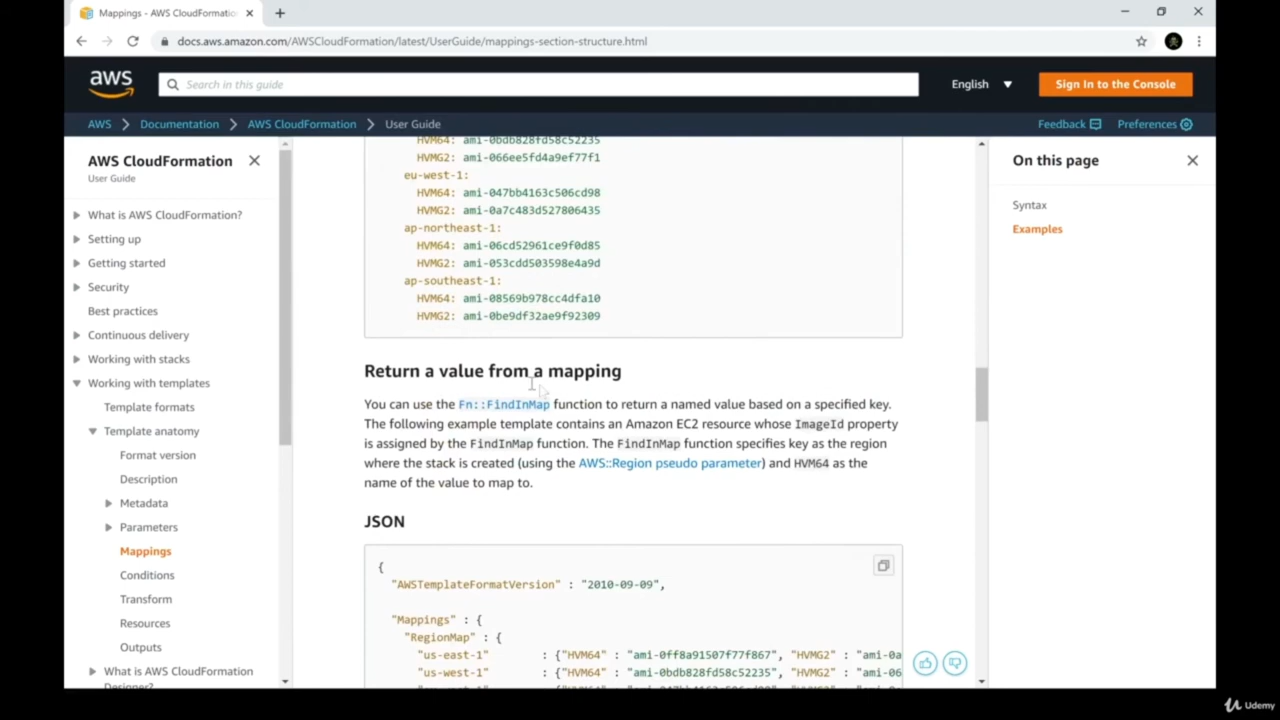 Mappings - AWS CloudFormatio
docs.aws.amazon.com/AWSCloudFormation/latest/UserGuide/mappings-section-structure.html
aws
Search in this guide
English
Sign In to the Console
AWS
Documentation
AWS CloudFormation
User Guide
Feedback
Preferences
AWS CloudFormation
User Guide
What is AWS CloudFormation?
Setting up
Getting started
Security
Best practices
Continuous delivery
Working with stacks
Working with templates
Template formats
Template anatomy
Format version
Description
Metadata
Parameters
Mappings
Conditions
Transform
Resources
Outputs
What is AWS CloudFormation
Designer?
HVM64: ami-0bdb828fd58c52235
HVMG2: ami-066ee5fd4a9ef77f1
eu-west-1:
HVM64: ami-047bb4163c506cd98
HVMG2: ami-0a7c483d527806435
ap-northeast-1:
HVM64: ami-06cd52961ce9f0d85
HVMG2: ami-053cdd503598e4a9d
ap-southeast-1:
HVM64: ami-08569b978cc4dfa10
HVMG2: ami-0be9df32ae9f92309
Return a value from a mapping
You can use the Fn::FindInMap function to return a named value based on a specified key.
The following example template contains an Amazon EC2 resource whose ImageId property
is assigned by the FindInMap function. The FindInMap function specifies key as the region
where the stack is created (using the AWS::Region pseudo parameter) and HVM64 as the
name of the value to map to.
JSON
{
"AWSTemplateFormatVersion" : "2010-09-09",
"Mappings" : {
"RegionMap" : {
"us-east-1" : {"HVM64" : "ami-0ff8a91507f77f867", "HVMG2" : "ami-0a
"us-west-1" : {"HVM64" : "ami-0bdb828fd58c52235", "HVMG2" : "ami-06
On this page
Syntax
Examples
Udemy